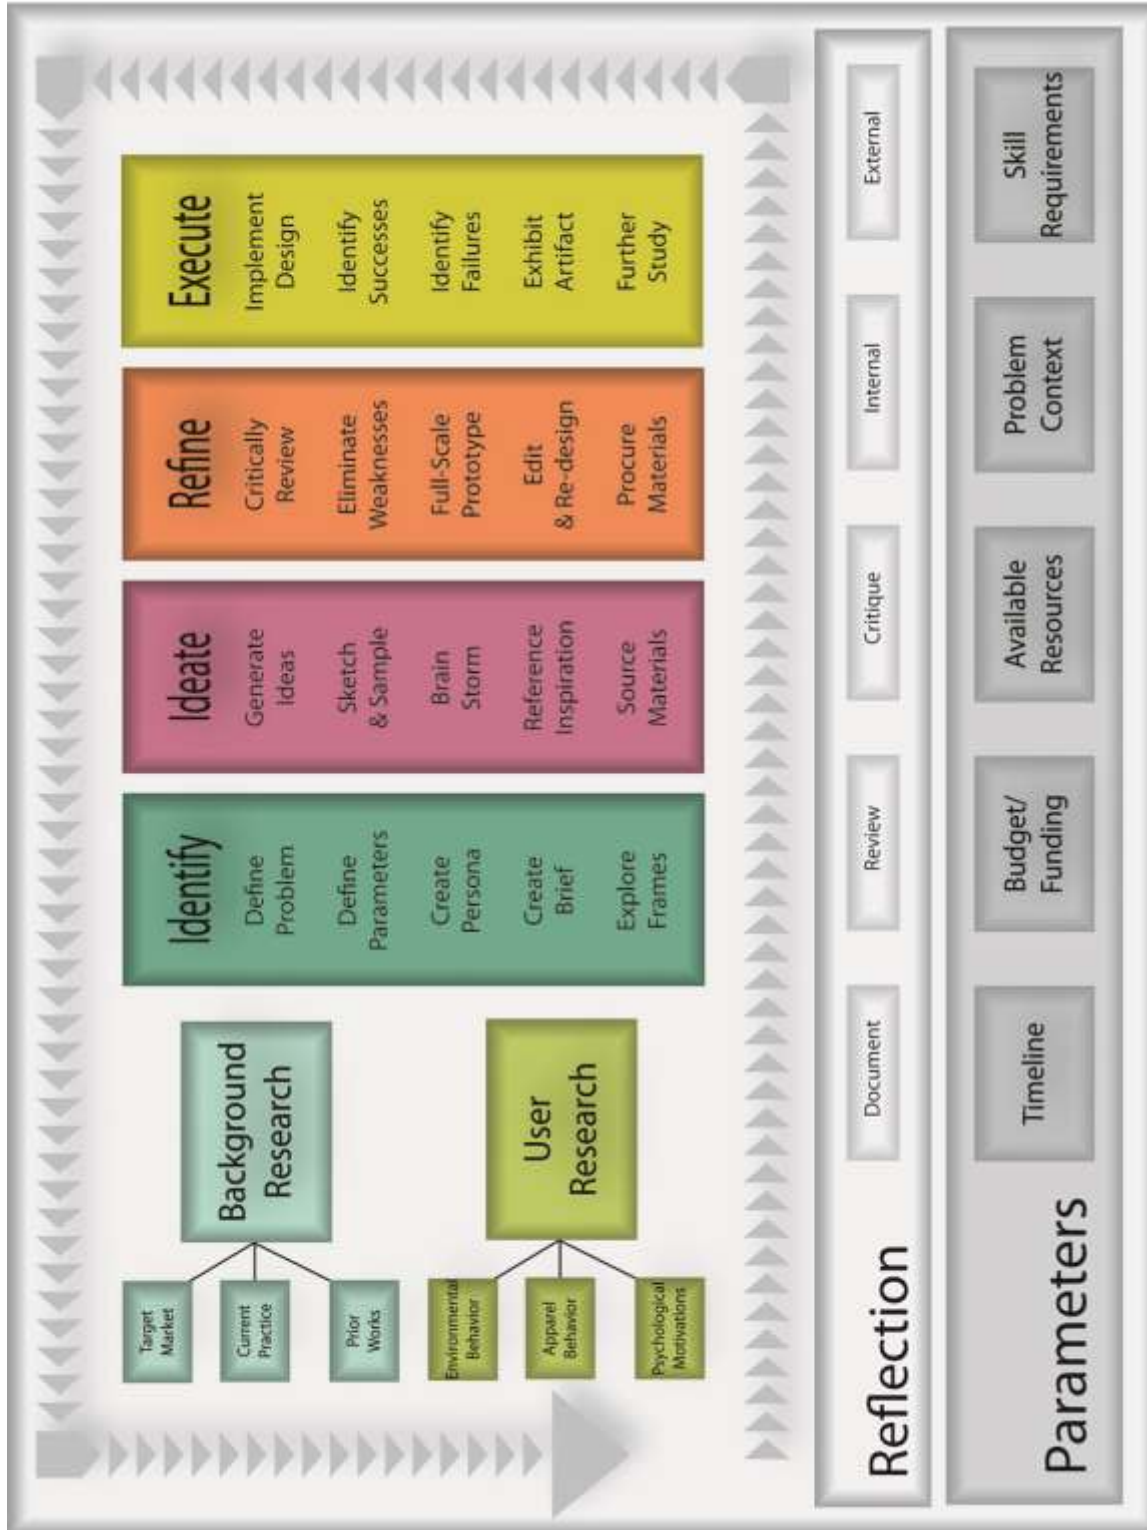 Target
Market
Current
Practice
Prior
Works
Background
Research
Environmental
Behavior
Apparel
Behavior
Psychological
Motivations
User
Research
Identify
Define
Problem
Define
Parameters
Create
Persona
Create
Brief
Explore
Frames
Ideate
Generate
Ideas
Sketch
& Sample
Brain
Storm
Reference
Inspiration
Source
Materials
Refine
Critically
Review
Eliminate
Weaknesses
Full-Scale
Prototype
Edit
& Re-design
Procure
Materials
Execute
Implement
Design
Identify
Successes
Identify
Failures
Exhibit
Artifact
Further
Study
Reflection
Document
Review
Critique
Internal
External
Parameters
Timeline
Budget/
Funding
Available
Resources
Problem
Context
Skill
Requirements